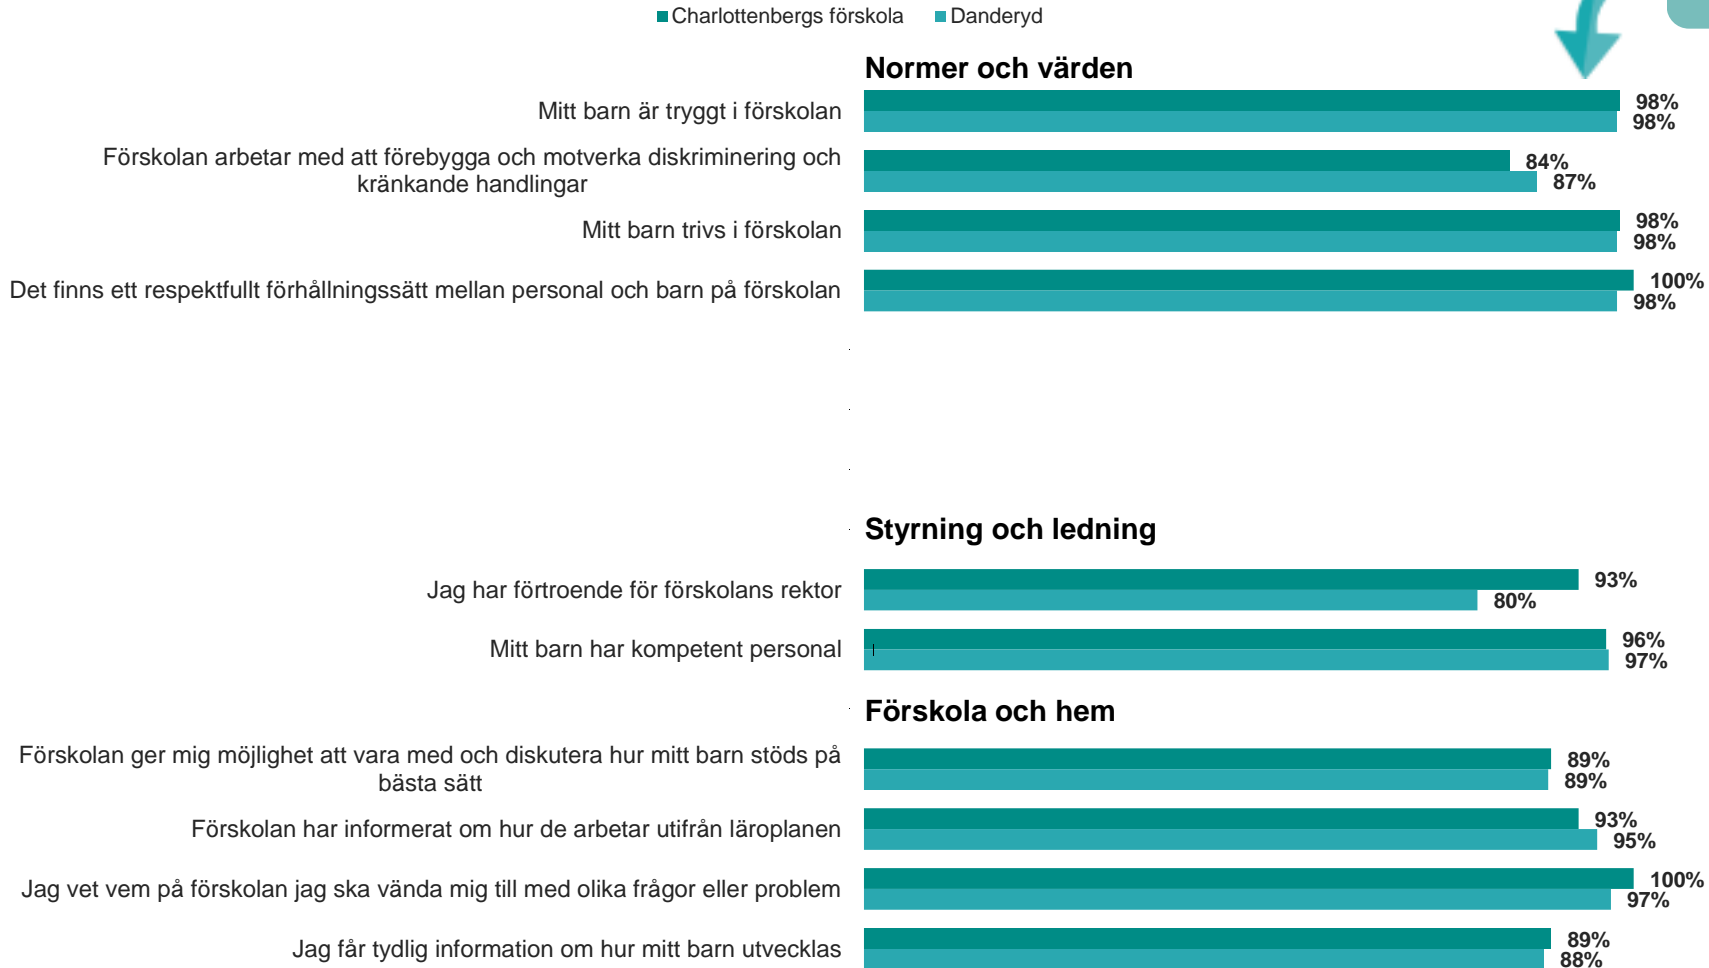 Charlottenbergs förskola Danderyd
Normer och värden
Mitt barn är tryggt i förskolan
98%
98%
Förskolan arbetar med att förebygga och motverka diskriminering och
kränkande handlingar
84%
87%
Mitt barn trivs i förskolan
98%
98%
Det finns ett respektfullt förhållningssätt mellan personal och barn på förskolan
100%
98%
Styrning och ledning
Jag har förtroende för förskolans rektor
93%
80%
Mitt barn har kompetent personal
96%
97%
Förskola och hem
Förskolan ger mig möjlighet att vara med och diskutera hur mitt barn stöds på
bästa sätt
89%
89%
Förskolan har informerat om hur de arbetar utifrån läroplanen
93%
95%
Jag vet vem på förskolan jag ska vända mig till med olika frågor eller problem
100%
97%
Jag får tydlig information om hur mitt barn utvecklas
89%
88%